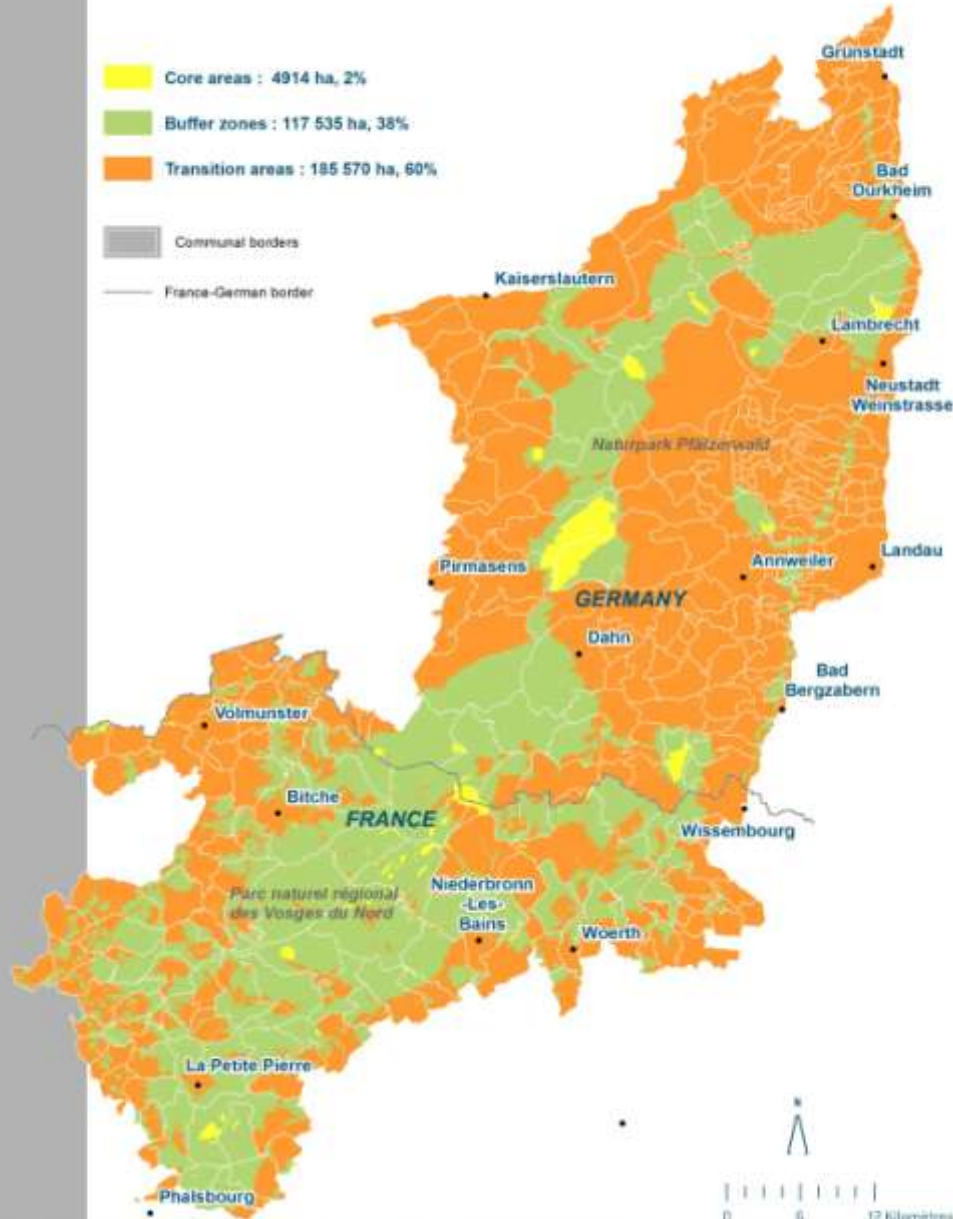 Core areas : 4914 ha, 2%
Buffer zones : 117 535 ha, 38%
Transition areas : 185 570 ha, 60%
Communal borders
France-German border
Grünstadt
Bad
Durkheim
Kaiserslautern
Lambrecht
Neustadt
Weinstrasse
Naturpark Pfälzerwald
Pirmasens
Annweiler
Landau
GERMANY
Dahn
Bad
Bergzabern
Volmunster
Bitche
FRANCE
Wissembourg
Parc naturel régional
des Vosges du Nord
Niederbronn
-Les-
Bains
Woerth
La Petite Pierre
N
Phalsbourg
0 6 12 Kilomètres